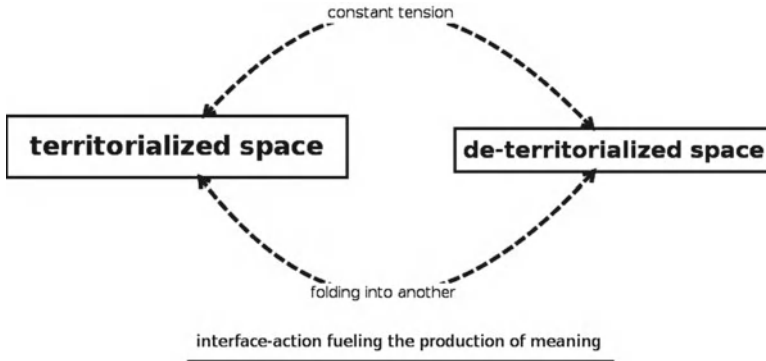 constant tension
territorialized space
de-territorialized space
folding into another
interface-action fueling the production of meaning